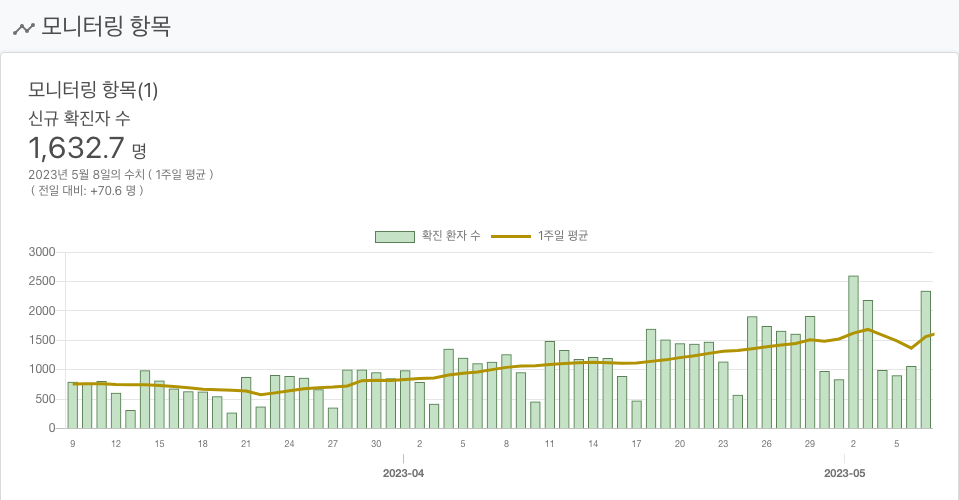 모니터링 항목
모니터링 항목(1)
신규 확진자 수
1,632.7 명
2023년 5월 8일의 수치 ( 1주일 평균 )
( 전일 대비: +70.6 명 )
확진 환자 수 1주일 평균
3000
2500
2000
1500
1000
500
0
9 12 15 18 21 24 27 30 2 5 8 11 14 17 20 23 26 29 2 5
2023-04 2023-05